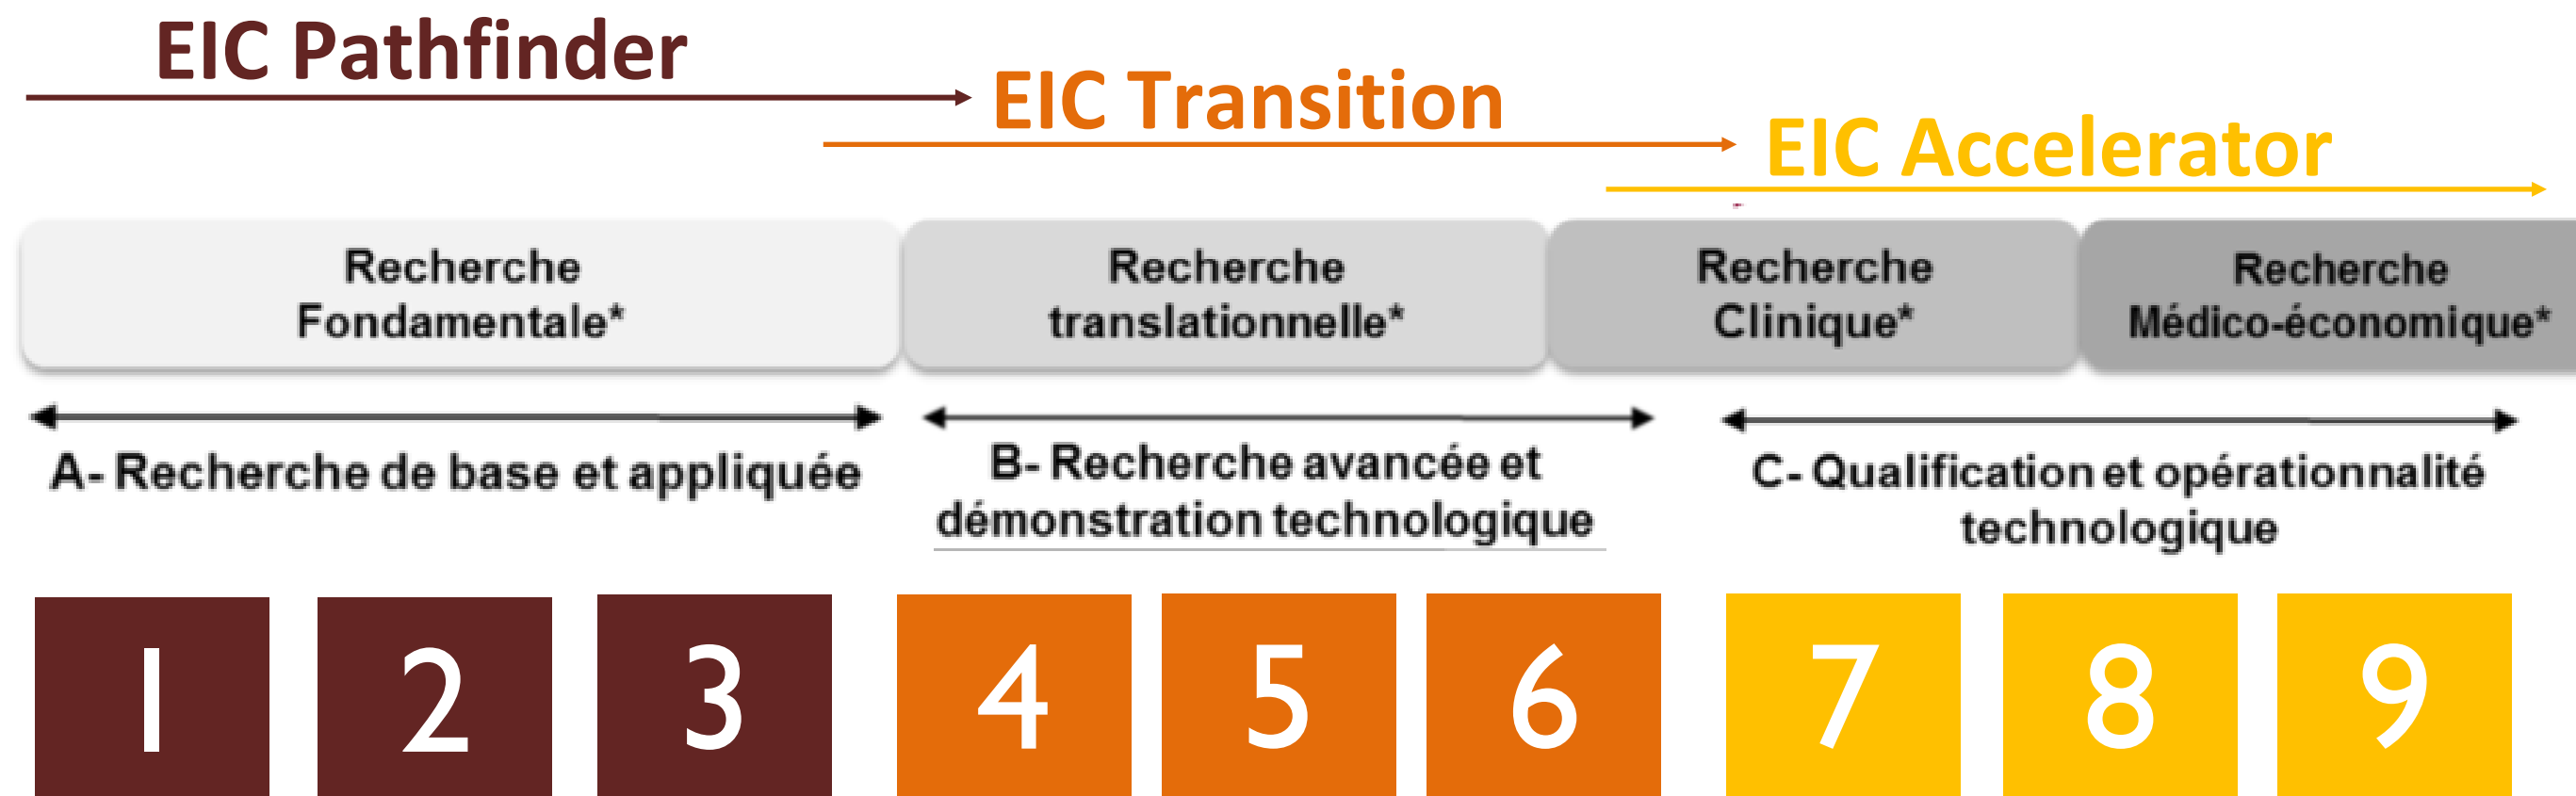 EIC Pathfinder
EIC Transition
EIC Accelerator
Recherche
Fondamentale*
Recherche
translationnelle*
Recherche
Clinique*
Recherche
Médico-économique*
A- Recherche de base et appliquée
B- Recherche avancée et
démonstration technologique
C- Qualification et opérationnalité
technologique
1 2 3 4 5 6 7 8 9